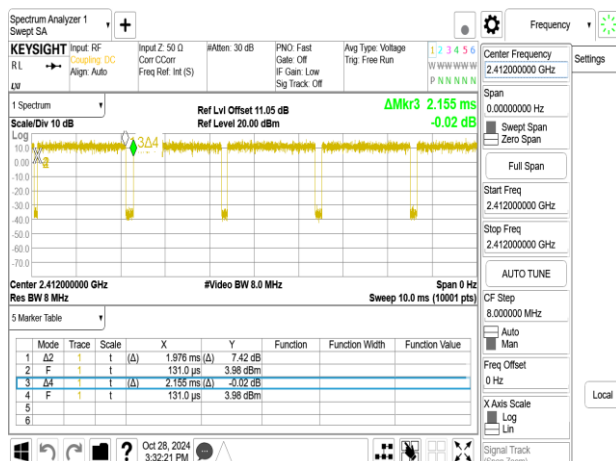 Spectrum Analyzer 1
Swept SA
Frequency
KEYSIGHT
Input: RF
Coupling: DC
Align: Auto
RL
Input Z: 50 Ω
Corr CCorr
Freq Ref: Int (S)
#Atten: 30 dB
PNO: Fast
Gate: Off
IF Gain: Low
Sig Track: Off
Avg Type: Voltage
Trig: Free Run
1 2 3 4 5 6
W W W W W W
P N N N N N
Center Frequency
2.412000000 GHz
Settings
Span
0.00000000 Hz
Swept Span
Zero Span
Full Span
Start Freq
2.412000000 GHz
Stop Freq
2.412000000 GHz
AUTO TUNE
CF Step
8.000000 MHz
Auto
Man
Freq Offset
0 Hz
X Axis Scale
Log
Lin
Local
Signal Track
(Span Zoom)
1 Spectrum
Scale/Div 10 dB
Log
Ref Lvl Offset 11.05 dB
Ref Level 20.00 dBm
ΔMkr3 2.155 ms
-0.02 dB
3Δ4
10.0
0.00
-10.0
-20.0
-30.0
-40.0
-50.0
-60.0
-70.0
Center 2.412000000 GHz
Res BW 8 MHz
#Video BW 8.0 MHz
Span 0 Hz
Sweep 10.0 ms (10001 pts)
5 Marker Table
Mode Trace Scale X Y Function Function Width Function Value
1 Δ2 1 t (Δ) 1.976 ms (Δ) 7.42 dB
2 F 1 t 131.0 µs 3.98 dBm
3 Δ4 1 t (Δ) 2.155 ms (Δ) -0.02 dB
4 F 1 t 131.0 µs 3.98 dBm
5
6
?
Oct 28, 2024
3:32:21 PM